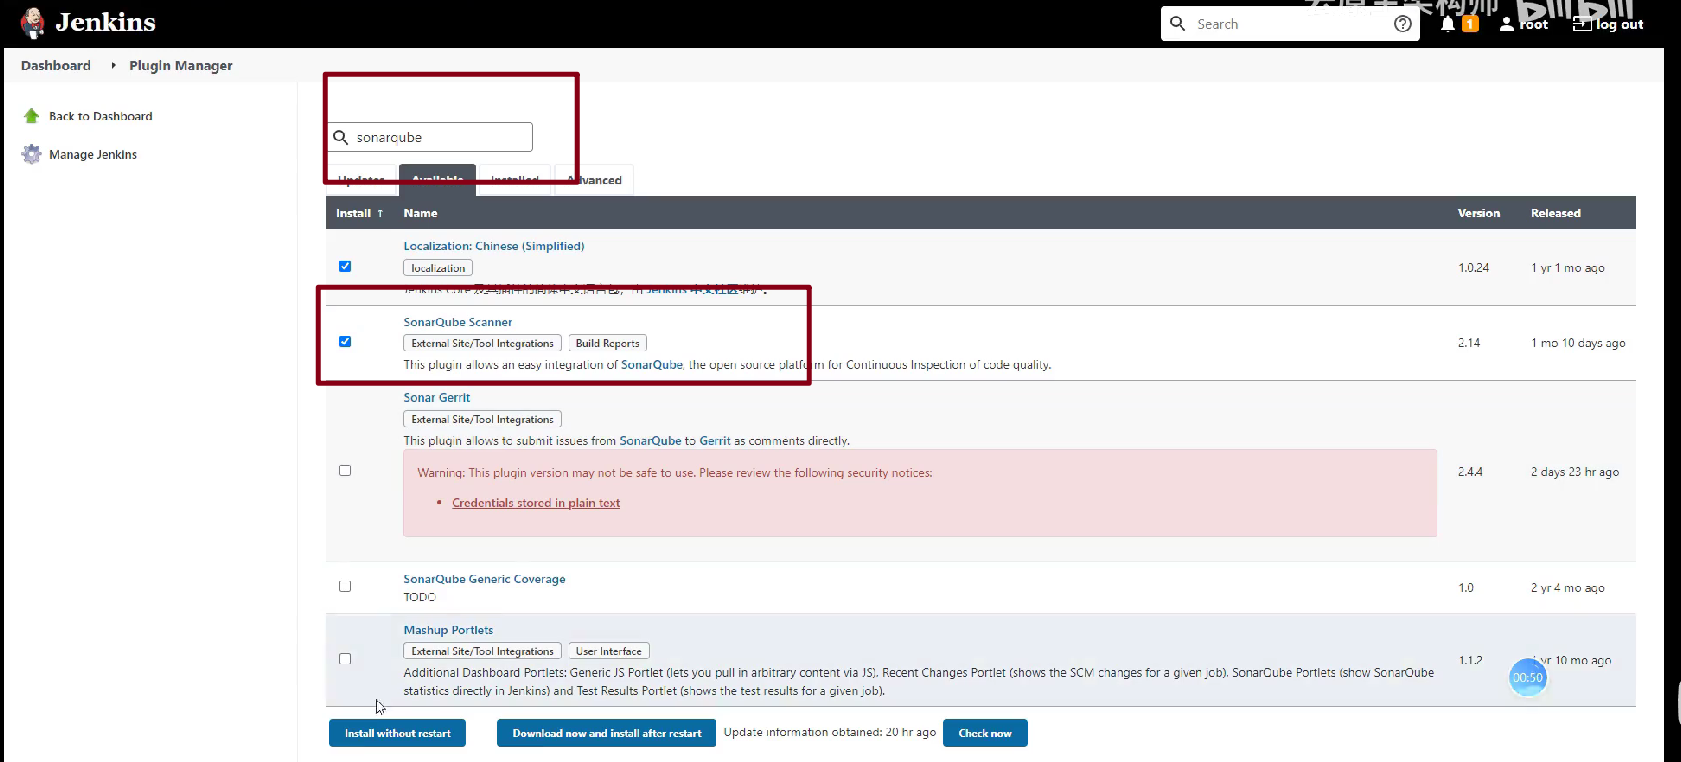 Jenkins
Search
1
root
log out
Dashboard
Plugin Manager
Back to Dashboard
Manage Jenkins
sonarqube
Updates
Available
Installed
Advanced
Install ↑
Name
Version
Released
Localization: Chinese (Simplified)
localization
1.0.24
1 yr 1 mo ago
SonarQube Scanner
External Site/Tool Integrations
Build Reports
This plugin allows an easy integration of SonarQube, the open source platform for Continuous Inspection of code quality.
2.14
1 mo 10 days ago
Sonar Gerrit
External Site/Tool Integrations
This plugin allows to submit issues from SonarQube to Gerrit as comments directly.
Warning: This plugin version may not be safe to use. Please review the following security notices:
Credentials stored in plain text
2.4.4
2 days 23 hr ago
SonarQube Generic Coverage
TODO
1.0
2 yr 4 mo ago
Mashup Portlets
External Site/Tool Integrations
User Interface
Additional Dashboard Portlets: Generic JS Portlet (lets you pull in arbitrary content via JS), Recent Changes Portlet (shows the SCM changes for a given job). SonarQube Portlets (show SonarQube
statistics directly in Jenkins) and Test Results Portlet (shows the test results for a given job).
1.1.2
yr 10 mo ago
00:50
Install without restart
Download now and install after restart
Update information obtained: 20 hr ago
Check now